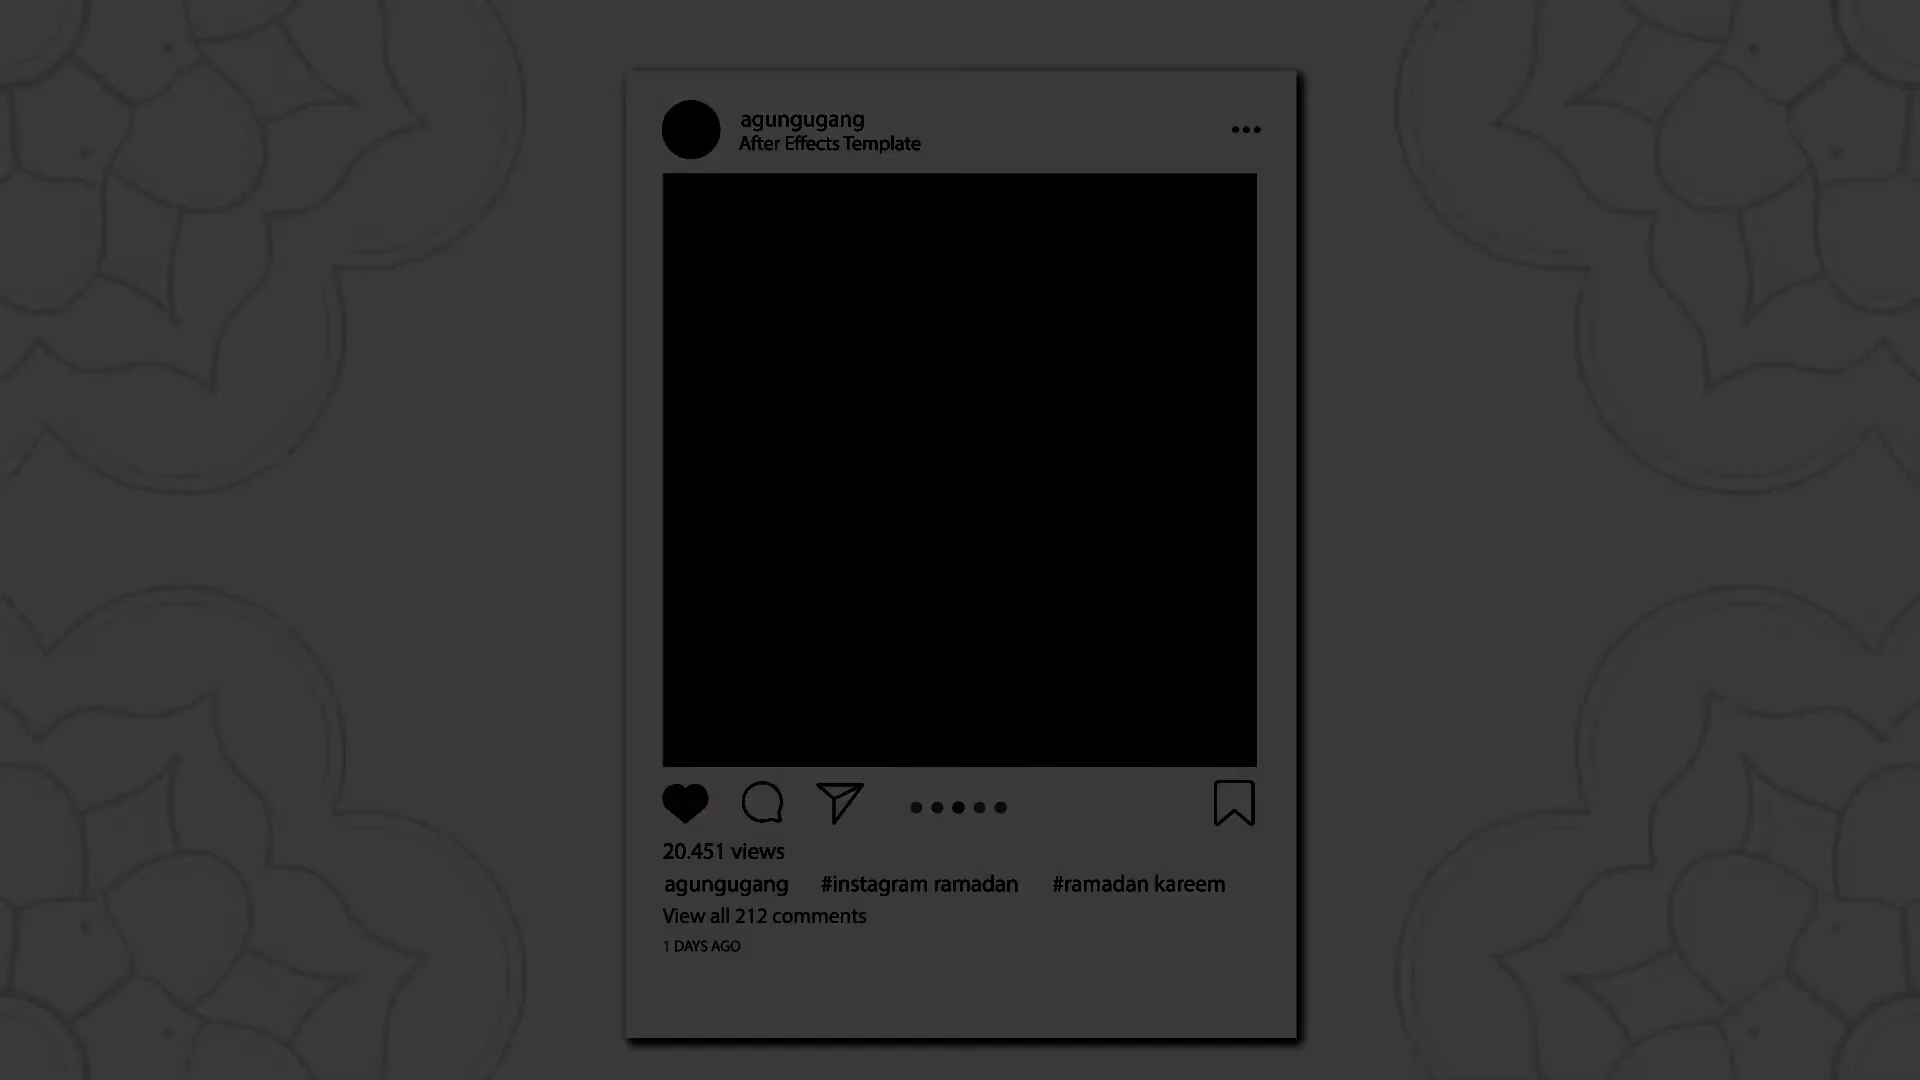 agungugang
After Effects Template
20.451 views
agungugang #instagram ramadan #ramadan kareem
View all 212 comments
1 DAYS AGO